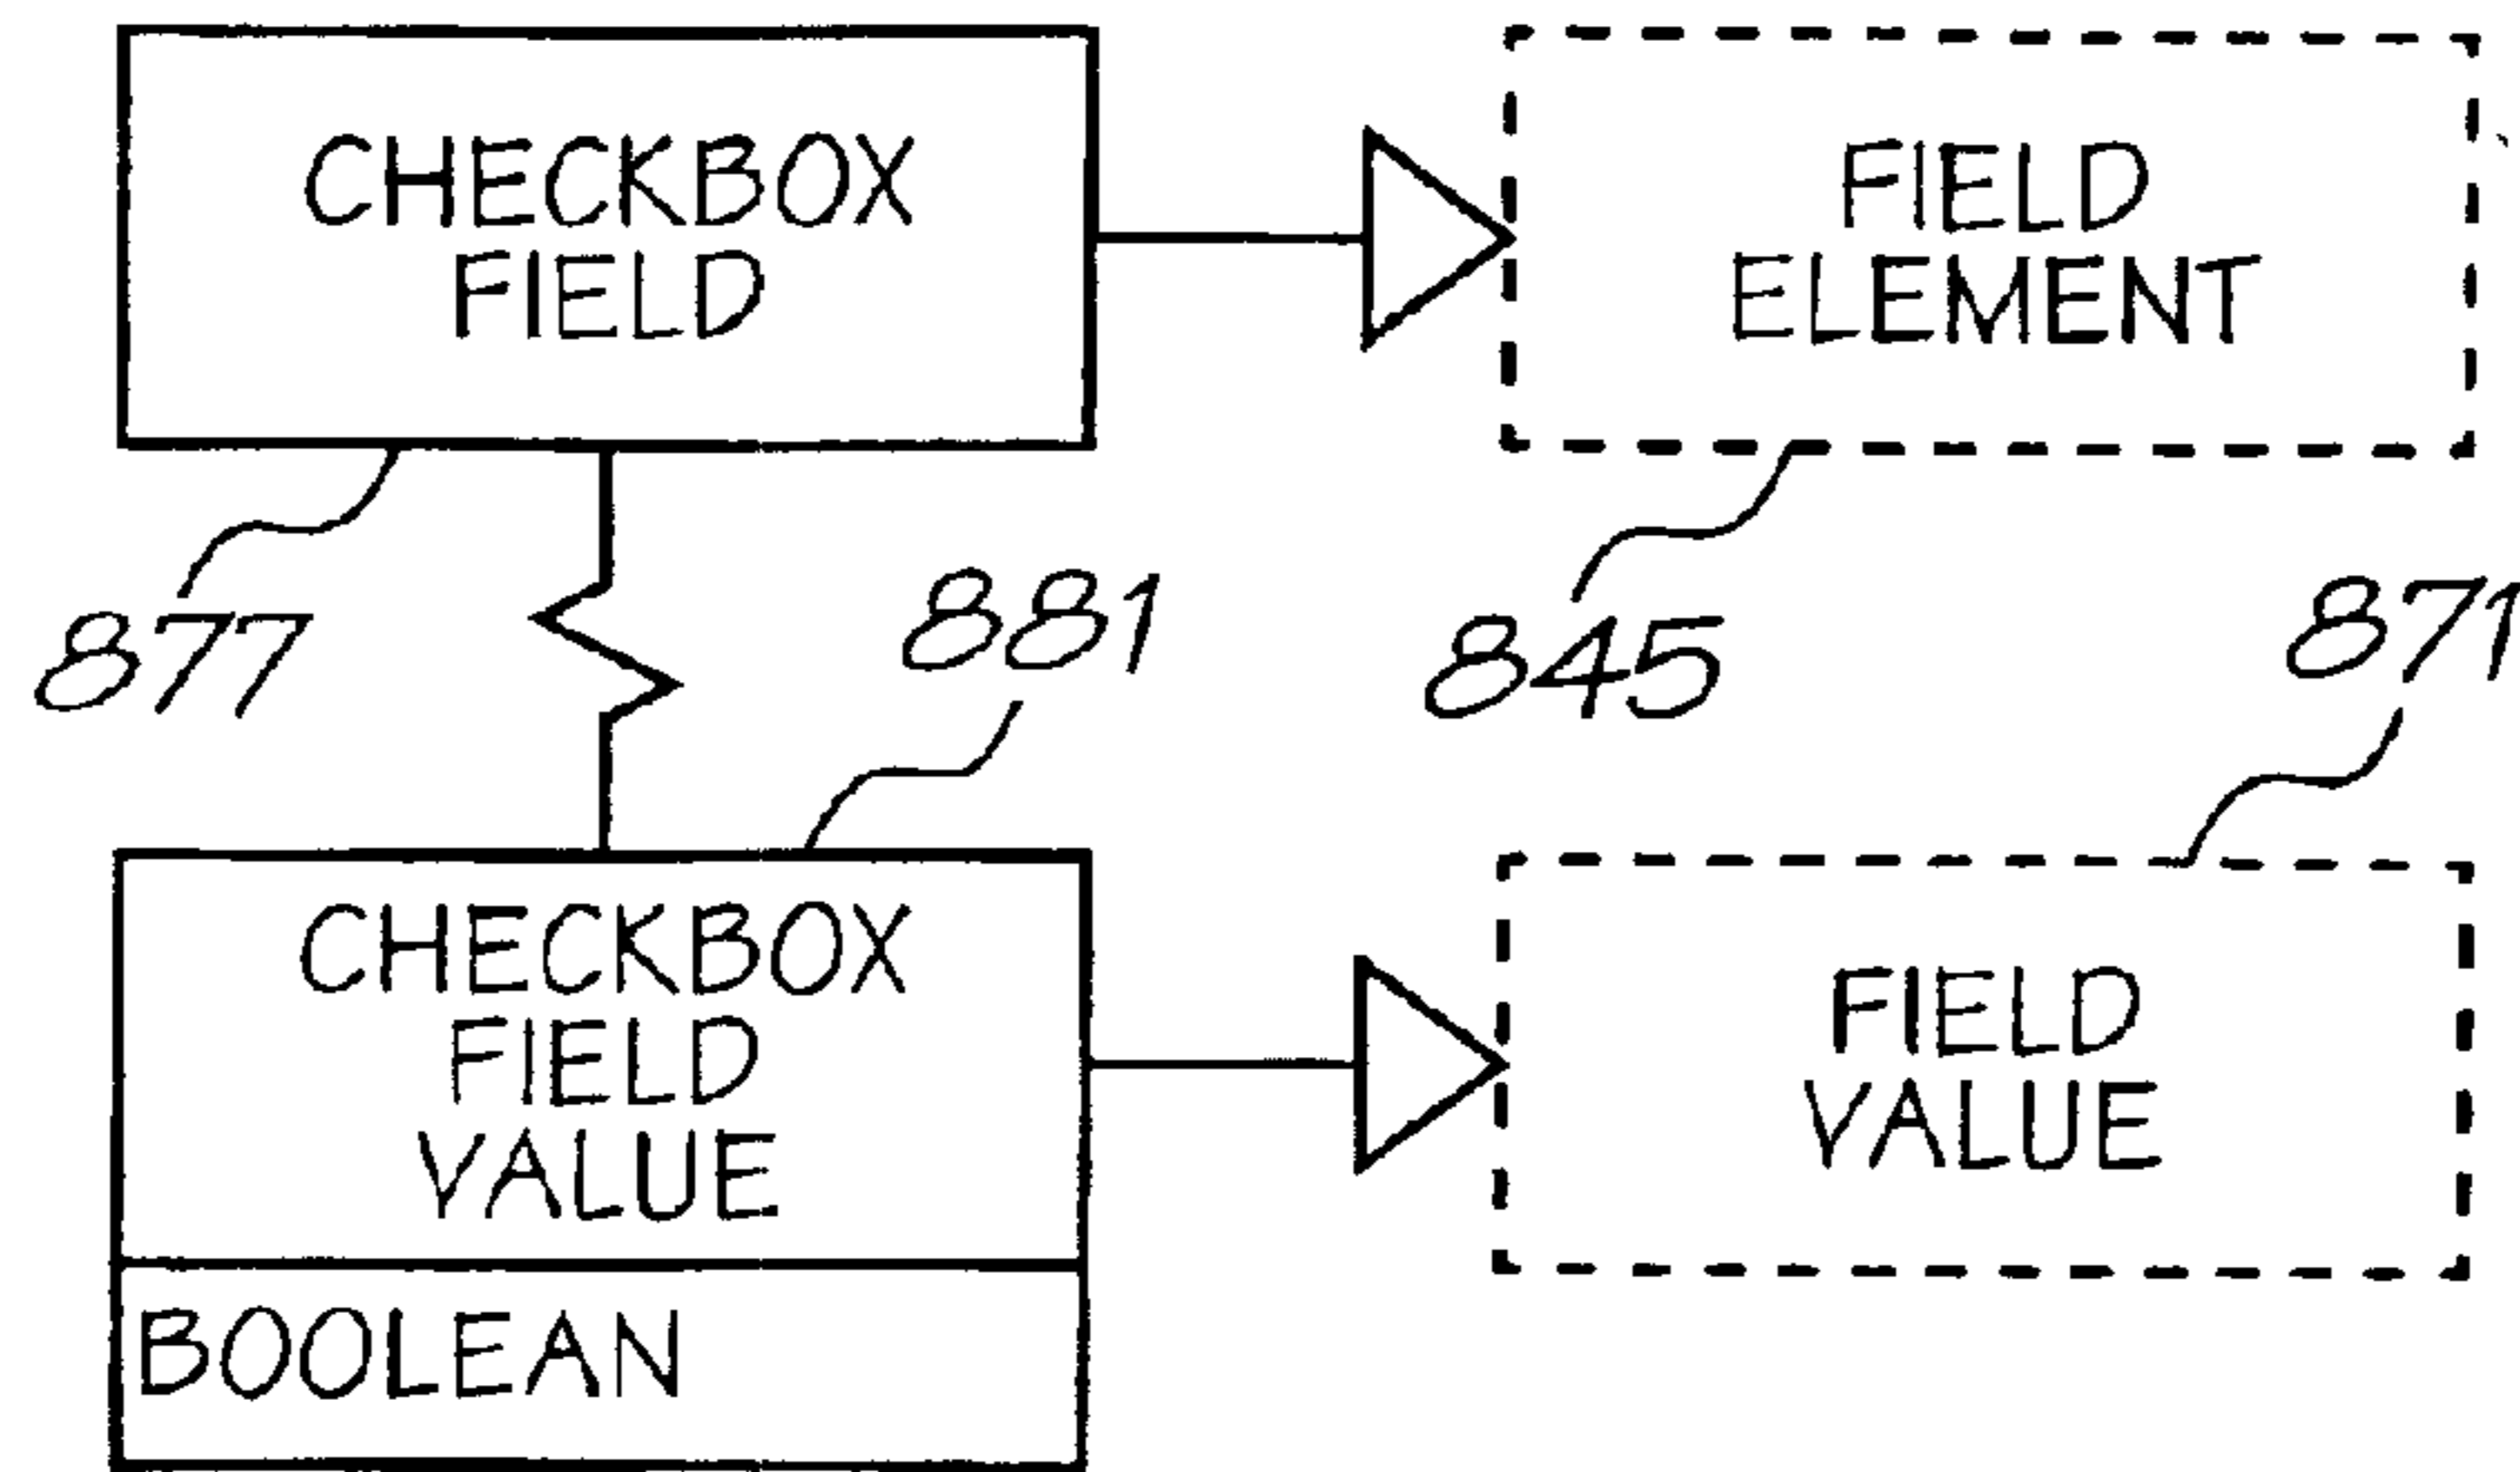 CHECKBOX
FIELD
FIELD
ELEMENT
877
881
845
871
CHECKBOX
FIELD
VALUE
FIELD
VALUE
BOOLEAN